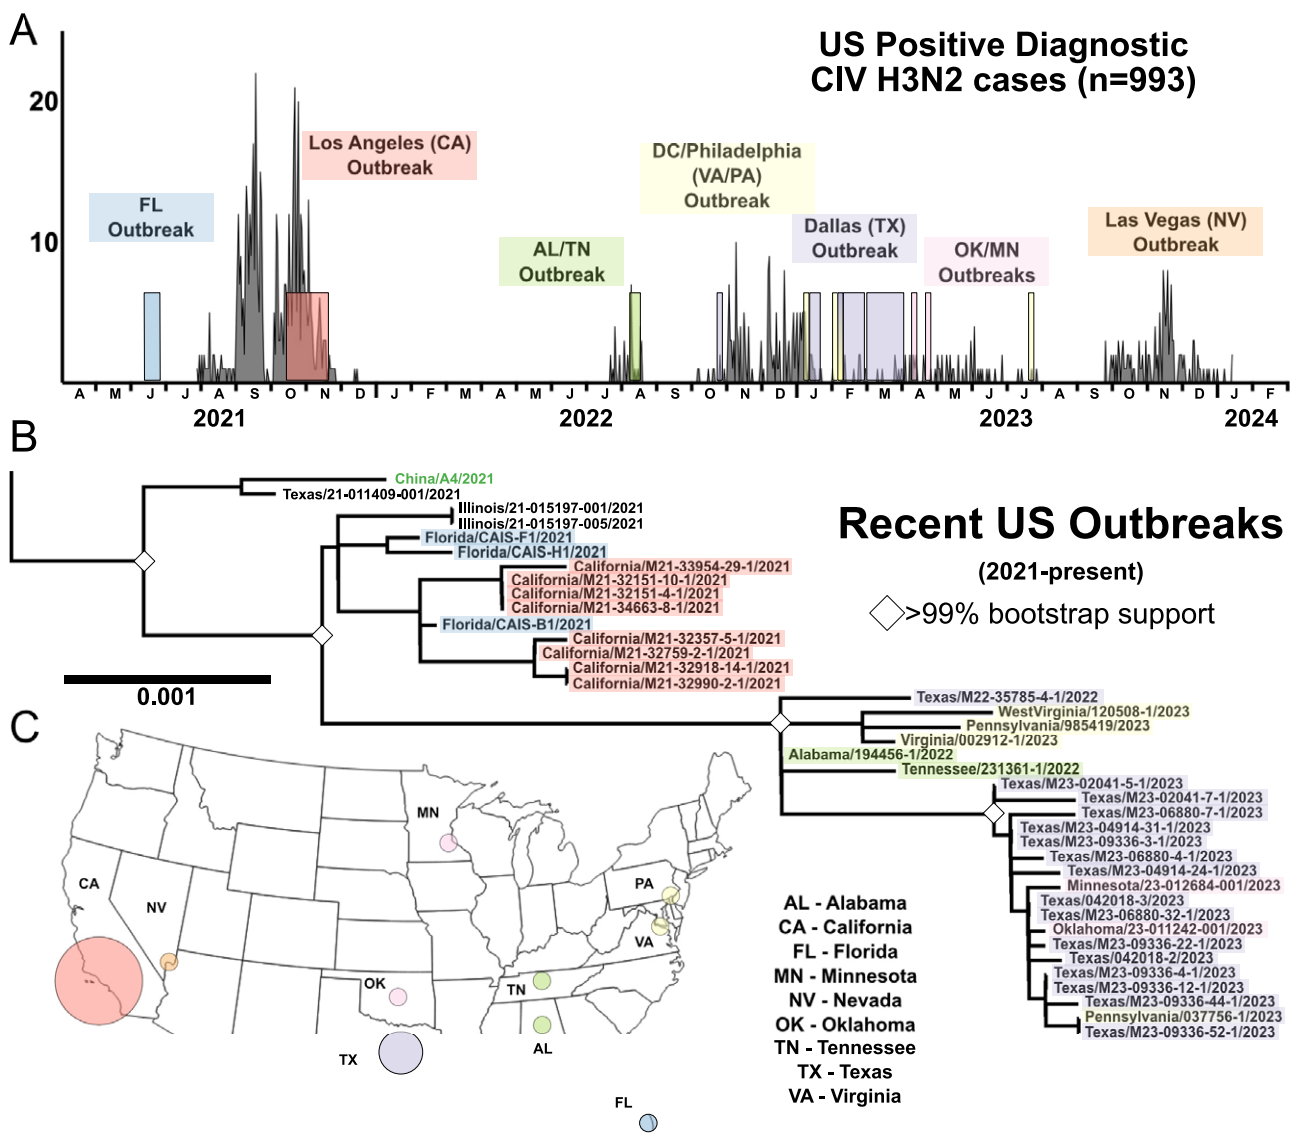 A
US Positive Diagnostic
CIV H3N2 cases (n=993)
20
10
Los Angeles (CA)
Outbreak
FL
Outbreak
AL/TN
Outbreak
DC/Philadelphia
(VA/PA)
Outbreak
Dallas (TX)
Outbreak
OK/MN
Outbreaks
Las Vegas (NV)
Outbreak
A M J J A S O N D J F M A M J J A S O N D J F M A M J J A S O N D J F
2021 2022 2023 2024
B
China/A4/2021
Texas/21-011409-001/2021
Illinois/21-015197-001/2021
Illinois/21-015197-005/2021
Florida/CAIS-F1/2021
Florida/CAIS-H1/2021
California/M21-33954-29-1/2021
California/M21-32151-10-1/2021
California/M21-32151-4-1/2021
California/M21-34663-8-1/2021
Florida/CAIS-B1/2021
California/M21-32357-5-1/2021
California/M21-32759-2-1/2021
California/M21-32918-14-1/2021
California/M21-32990-2-1/2021
Recent US Outbreaks
(2021-present)
>99% bootstrap support
0.001
Texas/M22-35785-4-1/2022
WestVirginia/120508-1/2023
Pennsylvania/985419/2023
Virginia/002912-1/2023
Alabama/194456-1/2022
Tennessee/231361-1/2022
Texas/M23-02041-5-1/2023
Texas/M23-02041-7-1/2023
Texas/M23-06880-7-1/2023
Texas/M23-04914-31-1/2023
Texas/M23-09336-3-1/2023
Texas/M23-06880-4-1/2023
Texas/M23-04914-24-1/2023
Minnesota/23-012684-001/2023
Texas/042018-3/2023
Texas/M23-06880-32-1/2023
Oklahoma/23-011242-001/2023
Texas/M23-09336-22-1/2023
Texas/042018-2/2023
Texas/M23-09336-4-1/2023
Texas/M23-09336-12-1/2023
Texas/M23-09336-44-1/2023
Pennsylvania/037756-1/2023
Texas/M23-09336-52-1/2023
C
MN
CA
NV
PA
VA
OK
TN
TX
AL
FL
AL - Alabama
CA - California
FL - Florida
MN - Minnesota
NV - Nevada
OK - Oklahoma
TN - Tennessee
TX - Texas
VA - Virginia